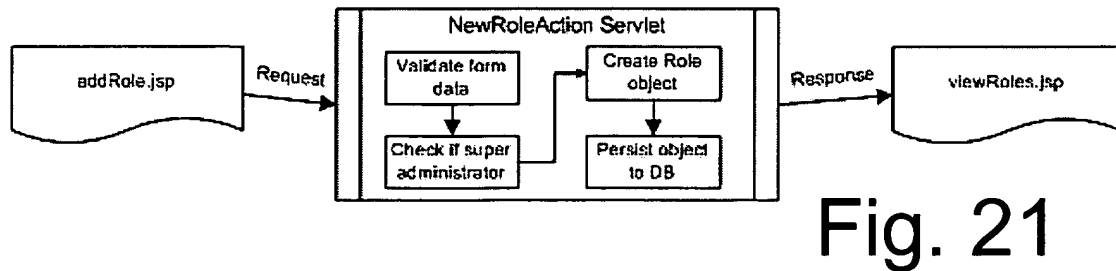 NewRoleAction Servlet
addRole.jsp
Request
Validate form
data
Check if super
administrator
Create Role
object
Persist object
to DB
Response
viewRoles.jsp
Fig. 21